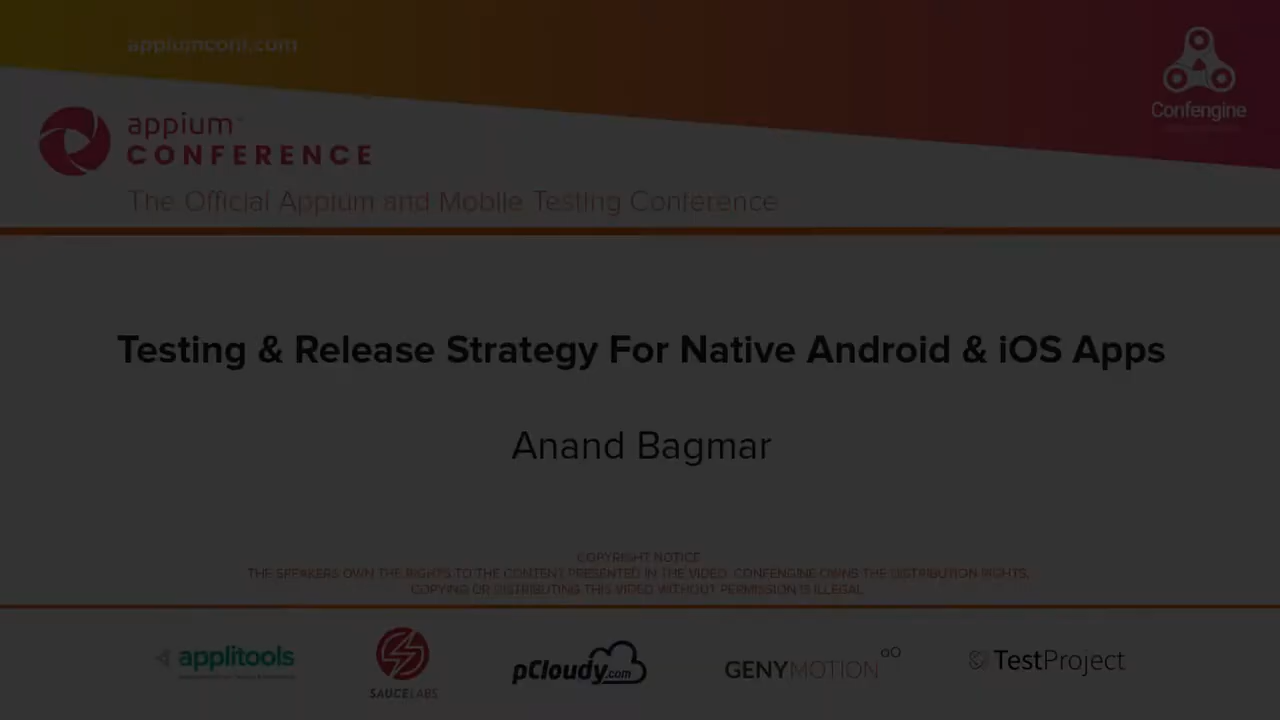 appiumconf.com
Confengine
appium
CONFERENCE
The Official Appium and Mobile Testing Conference
Testing & Release Strategy For Native Android & iOS Apps
Anand Bagmar
COPYRIGHT NOTICE
THE SPEAKERS OWN THE RIGHTS TO THE CONTENT PRESENTED IN THE VIDEO. CONFENGINE OWNS THE DISTRIBUTION RIGHTS.
COPYING OR DISTRIBUTING THIS VIDEO WITHOUT PERMISSION IS ILLEGAL
applitools
SAUCELABS
pCloudy.com
GENYMOTION
TestProject